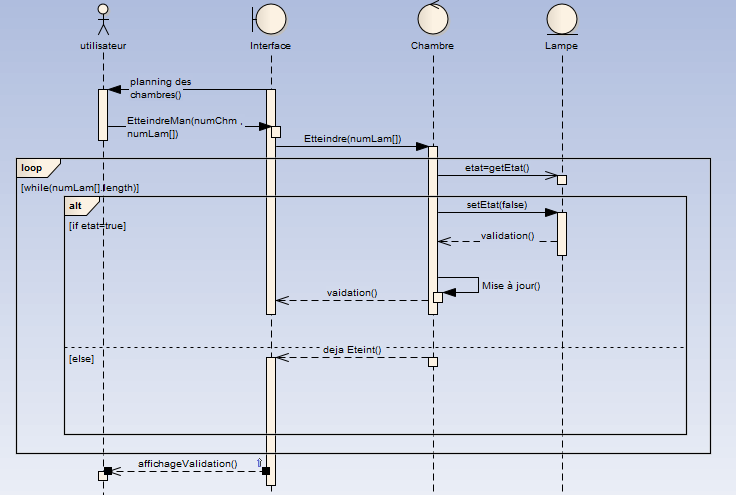 utilisateur
Interface
Chambre
Lampe
planning des
chambres()
EtteindreMan(numChm ,
numLam[])
Etteindre(numLam[])
loop
etat=getEtat()
[while(numLam[].length)]
alt
setEtat(false)
[if etat=true]
validation()
Mise à jour()
vaidation()
deja Eteint()
[else]
affichageValidation()